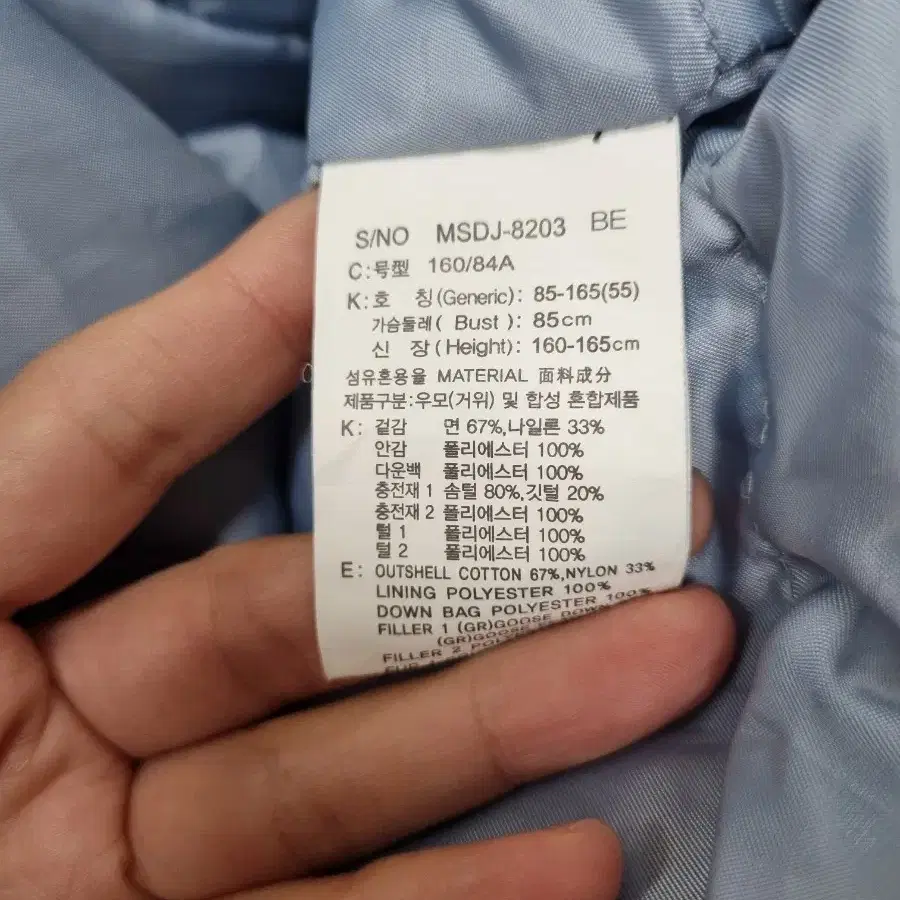 S/NO MSDJ-8203 BE
C:号型 160/84A
K:호 칭(Generic): 85-165(55)
가슴둘레( Bust ): 85cm
신 장(Height): 160-165cm
섬유혼용율 MATERIAL 面料成分
제품구분:우모(거위) 및 합성 혼합제품
K: 겉감 면 67%,나일론 33%
안감 폴리에스터 100%
다운백 폴리에스터 100%
충전재 1 솜털 80%,깃털 20%
충전재 2 폴리에스터 100%
털 1 폴리에스터 100%
털 2 폴리에스터 100%
E: OUTSHELL COTTON 67%,NYLON 33%
LINING POLYESTER 100%
DOWN BAG POLYESTER 100%
FILLER 1 (GR)GOOSE DOWN
(GR)GOOSE
FILLER 2